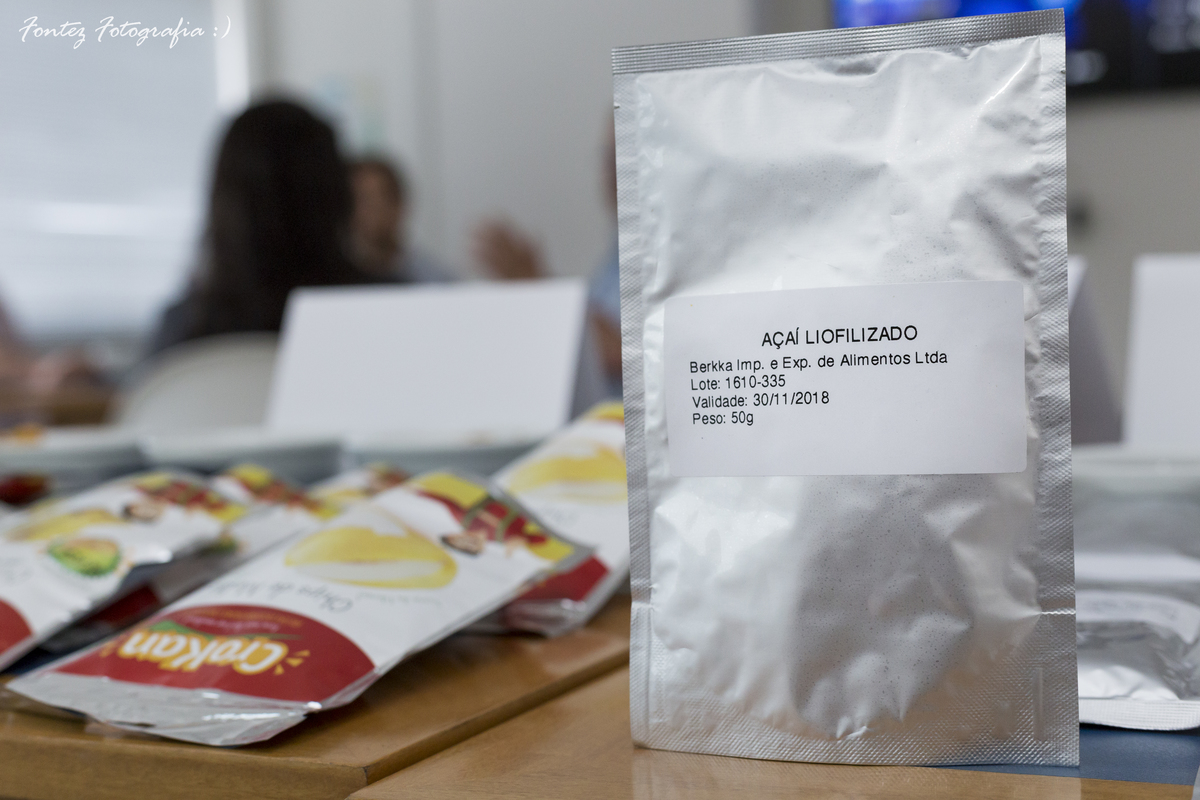 Fontez Fotografia :)
AÇAÍ LIOFILIZADO
Berkka Imp. e Exp. de Alimentos Ltda
Lote: 1610-335
Validade: 30/11/2018
Peso: 50g
CroKan